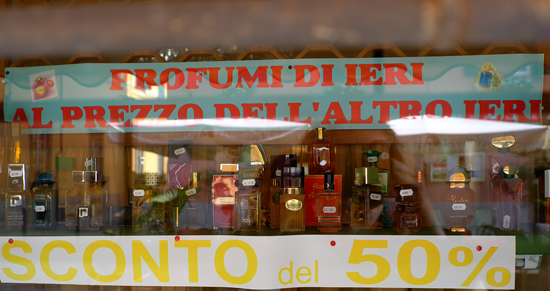 PROFUMI DI IERI
AL PREZZO DELL'ALTRO IERI
SCONTO del 50%